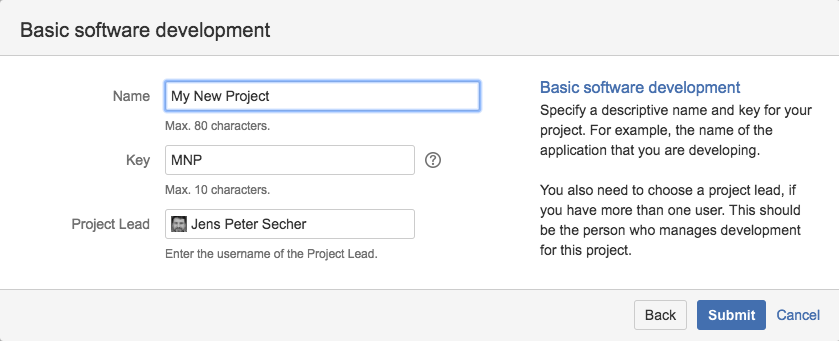 Basic software development
Name
My New Project
Max. 80 characters.
Key
MNP
?
Max. 10 characters.
Project Lead
Jens Peter Secher
Enter the username of the Project Lead.
Basic software development
Specify a descriptive name and key for your
project. For example, the name of the
application that you are developing.
You also need to choose a project lead, if
you have more than one user. This should
be the person who manages development
for this project.
Back
Submit
Cancel